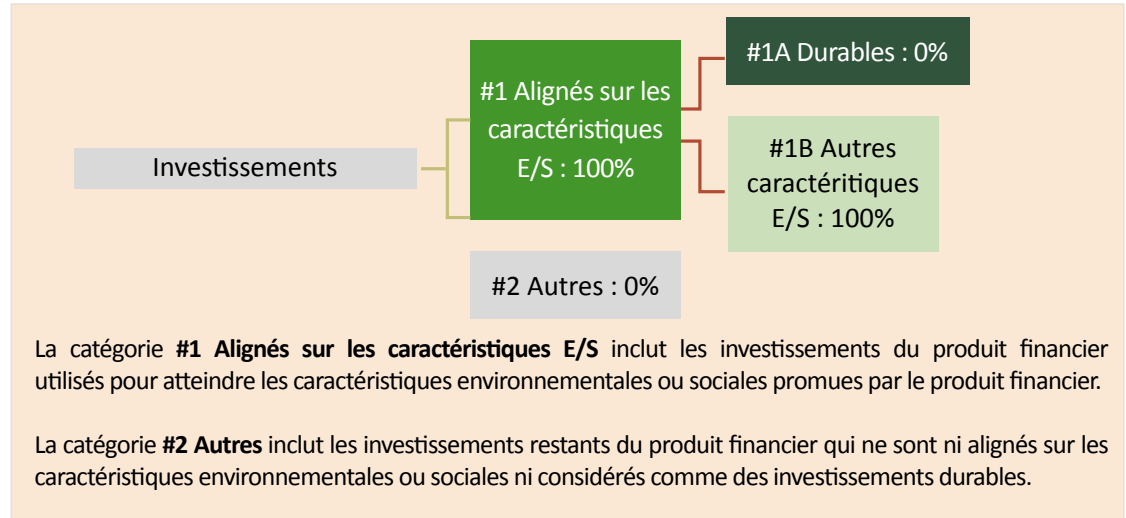 #1A Durables : 0%
#1 Alignés sur les
caractéristiques
E/S : 100%
Investissements
#1B Autres
caractéritiques
E/S : 100%
#2 Autres : 0%
La catégorie #1 Alignés sur les caractéristiques E/S inclut les investissements du produit financier
utilisés pour atteindre les caractéristiques environnementales ou sociales promues par le produit financier.
La catégorie #2 Autres inclut les investissements restants du produit financier qui ne sont ni alignés sur les
caractéristiques environnementales ou sociales ni considérés comme des investissements durables.